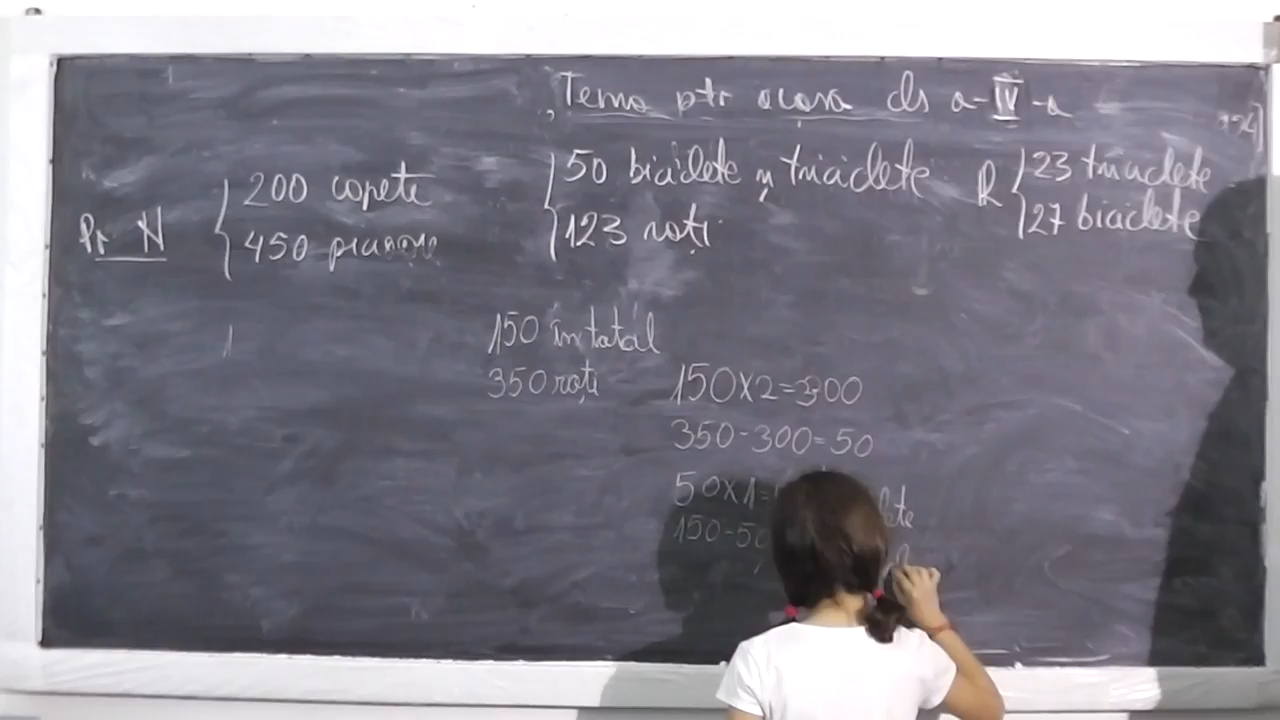 Tema ptr acasa cls a-IV-a
Pr N
200 capete
450 picioare
50 biciclete și triciclete
123 roți
R
23 triciclete
27 biciclete
150 în total
350 roți
150x2=300
350-300=50
50x1=
150-50